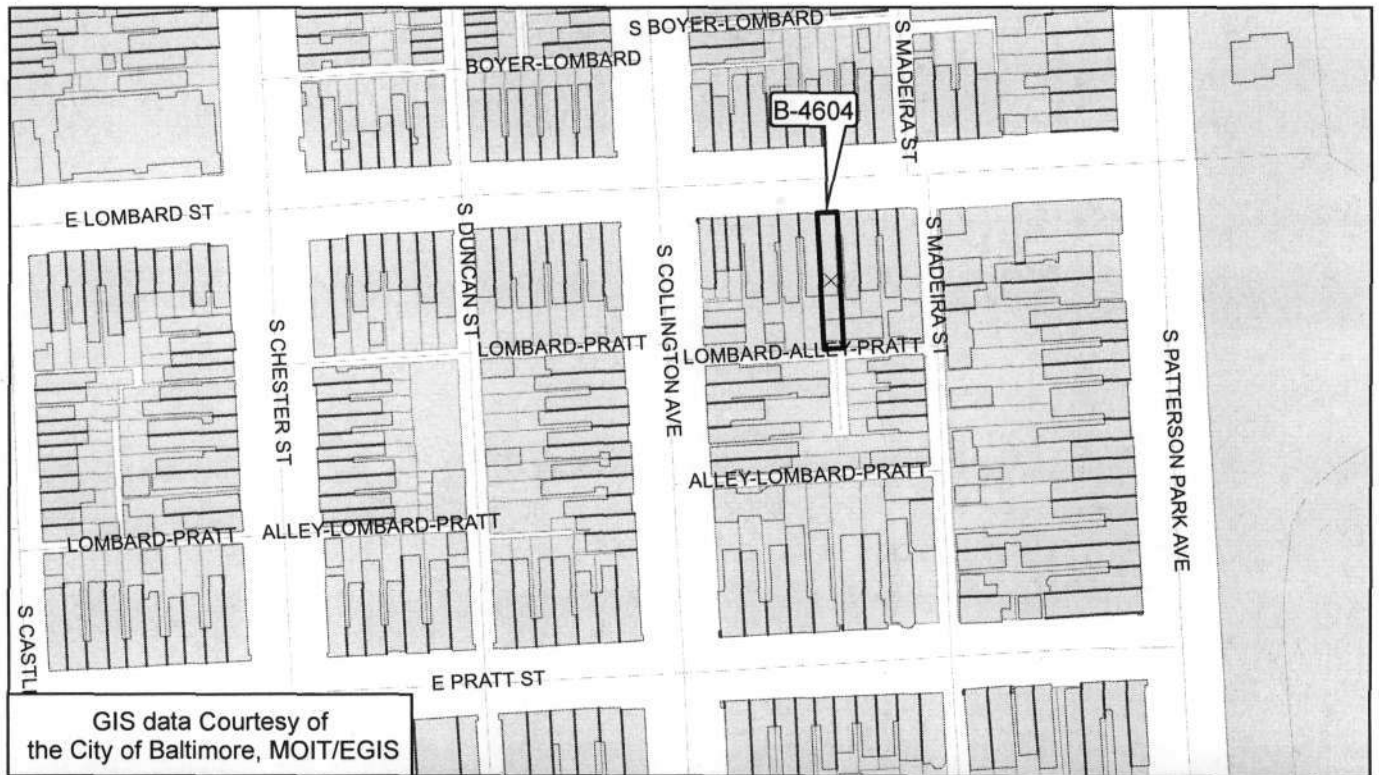 S BOYER-LOMBARD
BOYER-LOMBARD
S MADEIRA ST
B-4604
E LOMBARD ST
S DUNCAN ST
S COLLINGTON AVE
S MADEIRA ST
S CHESTER ST
LOMBARD-PRATT
LOMBARD-ALLEY-PRATT
S PATTERSON PARK AVE
ALLEY-LOMBARD-PRATT
LOMBARD-PRATT
ALLEY-LOMBARD-PRATT
S CASTL
E PRATT ST
GIS data Courtesy of
the City of Baltimore, MOIT/EGIS